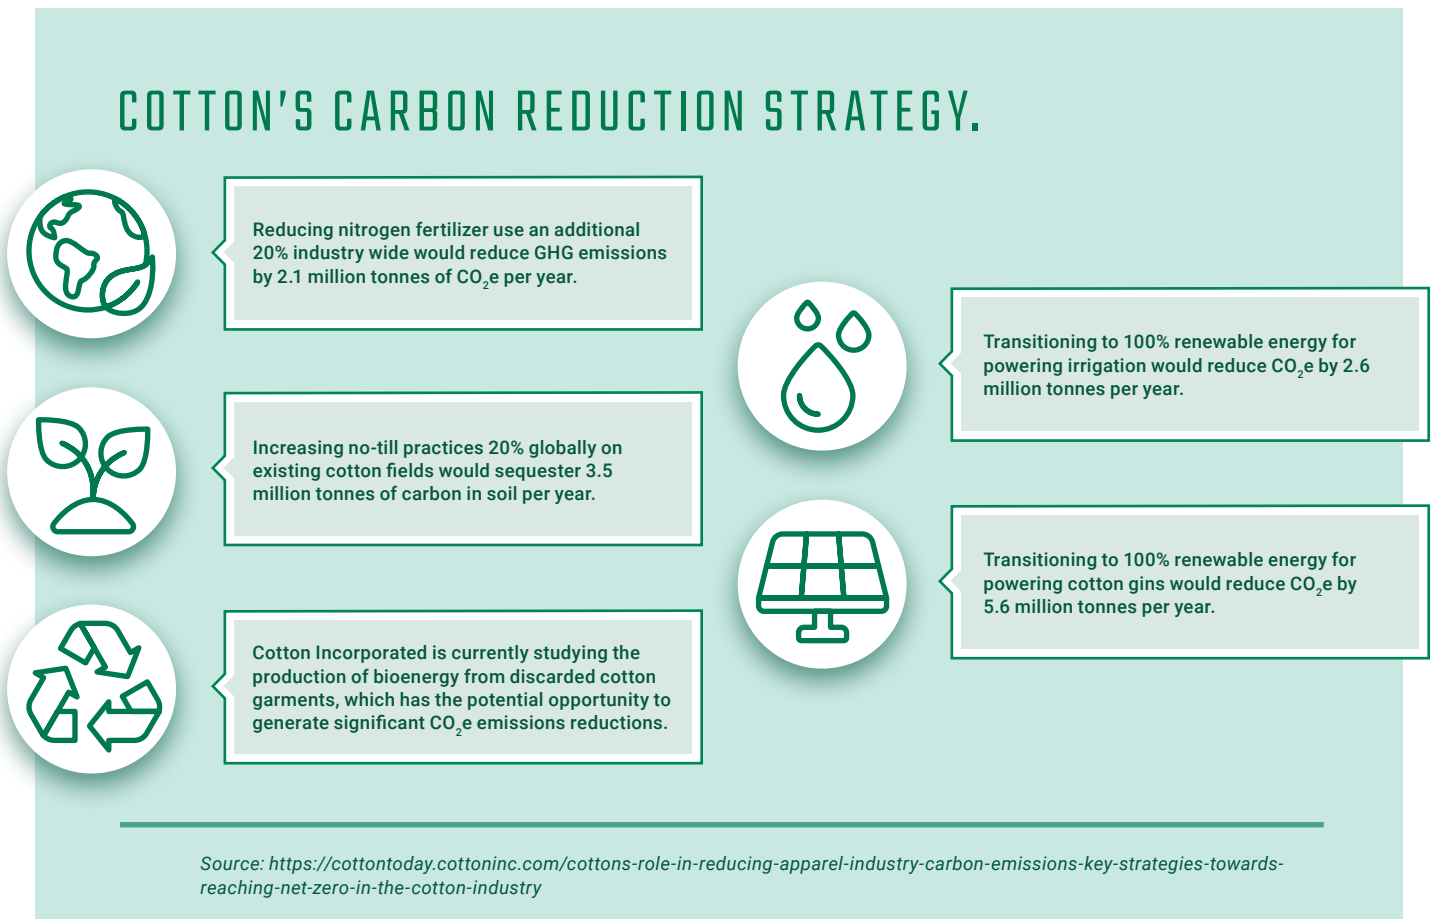 COTTON'S CARBON REDUCTION STRATEGY.
Reducing nitrogen fertilizer use an additional
20% industry wide would reduce GHG emissions
by 2.1 million tonnes of CO₂e per year.
Increasing no-till practices 20% globally on
existing cotton fields would sequester 3.5
million tonnes of carbon in soil per year.
Cotton Incorporated is currently studying the
production of bioenergy from discarded cotton
garments, which has the potential opportunity to
generate significant CO₂e emissions reductions.
Transitioning to 100% renewable energy for
powering irrigation would reduce CO₂e by 2.6
million tonnes per year.
Transitioning to 100% renewable energy for
powering cotton gins would reduce CO₂e by
5.6 million tonnes per year.
Source: https://cottontoday.cottoninc.com/cottons-role-in-reducing-apparel-industry-carbon-emissions-key-strategies-towards-
reaching-net-zero-in-the-cotton-industry